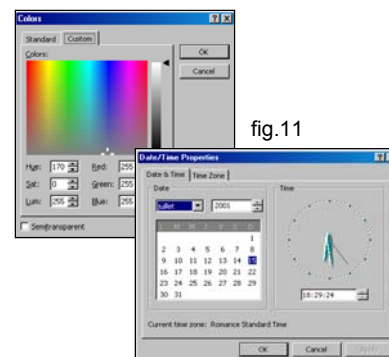 Colors
Standard Custom
Colors:
OK
Cancel
Hue: 170 Red: 255
Sat: 0 Green: 255
Lum: 255 Blue: 255
Semitransparent
fig.11
Date/Time Properties
Date & Time Time Zone
Date
Time
juillet 2001
1
2 3 4 5 6 7 8
9 10 11 12 13 14 15
16 17 18 19 20 21 22
23 24 25 26 27 28 29
30 31
18:29:24
Current time zone: Romance Standard Time
OK Cancel Apply